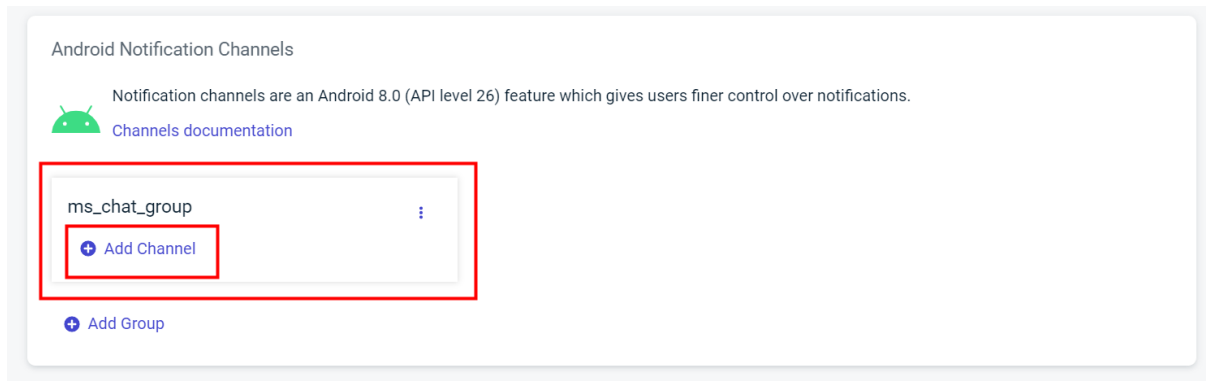 Android Notification Channels
Notification channels are an Android 8.0 (API level 26) feature which gives users finer control over notifications.
Channels documentation
ms_chat_group
Add Channel
Add Group